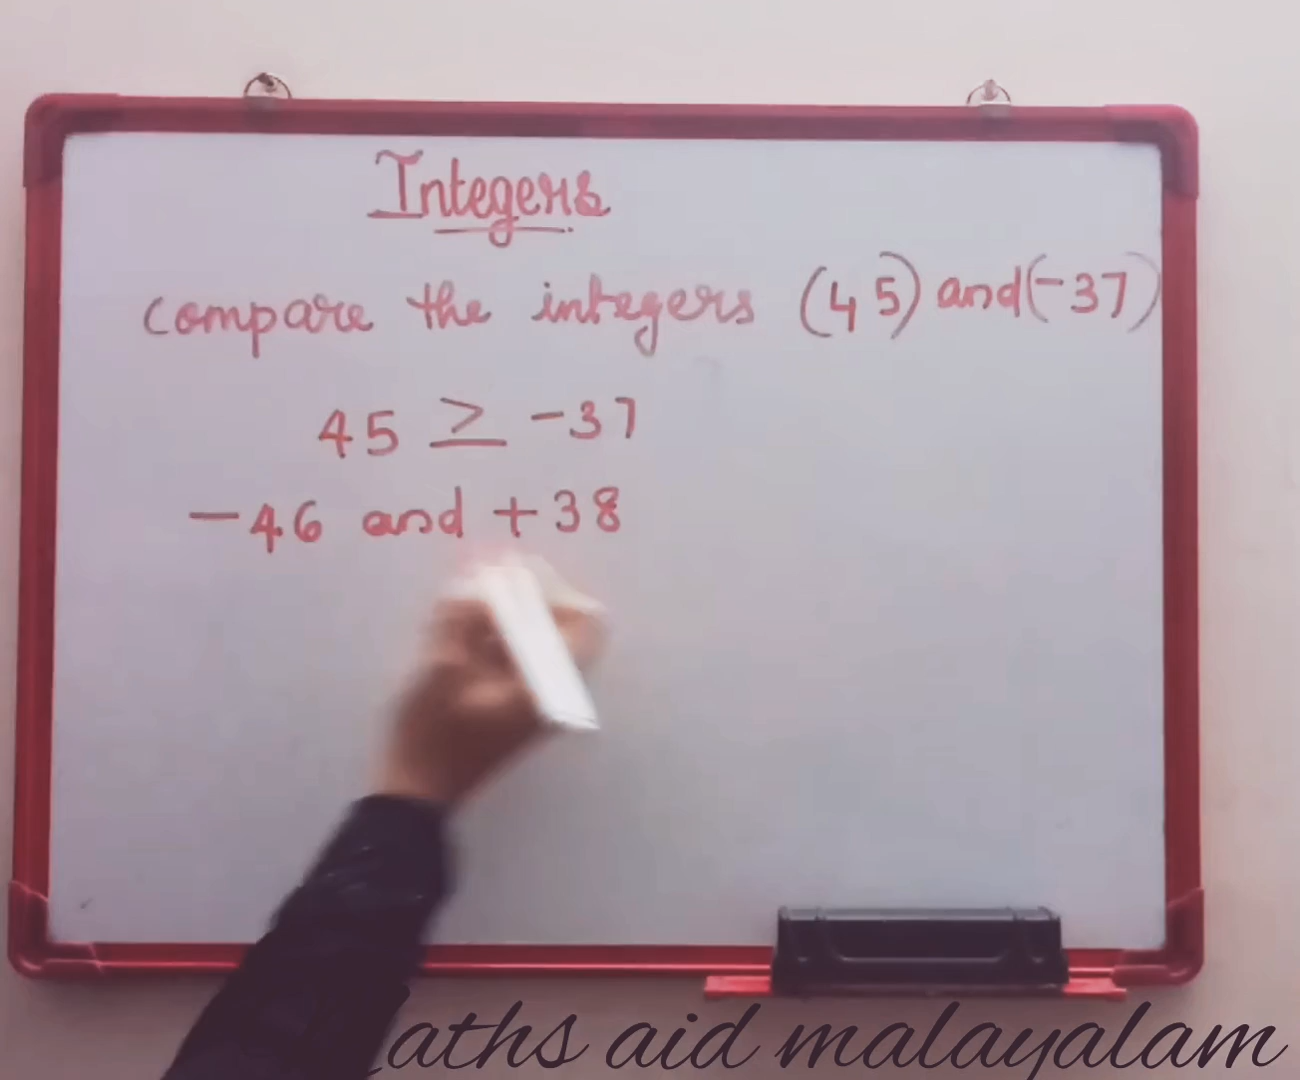 Integers
compare the integers (45) and (-37)
45 > -37
-46 and +38
aths aid malayalam